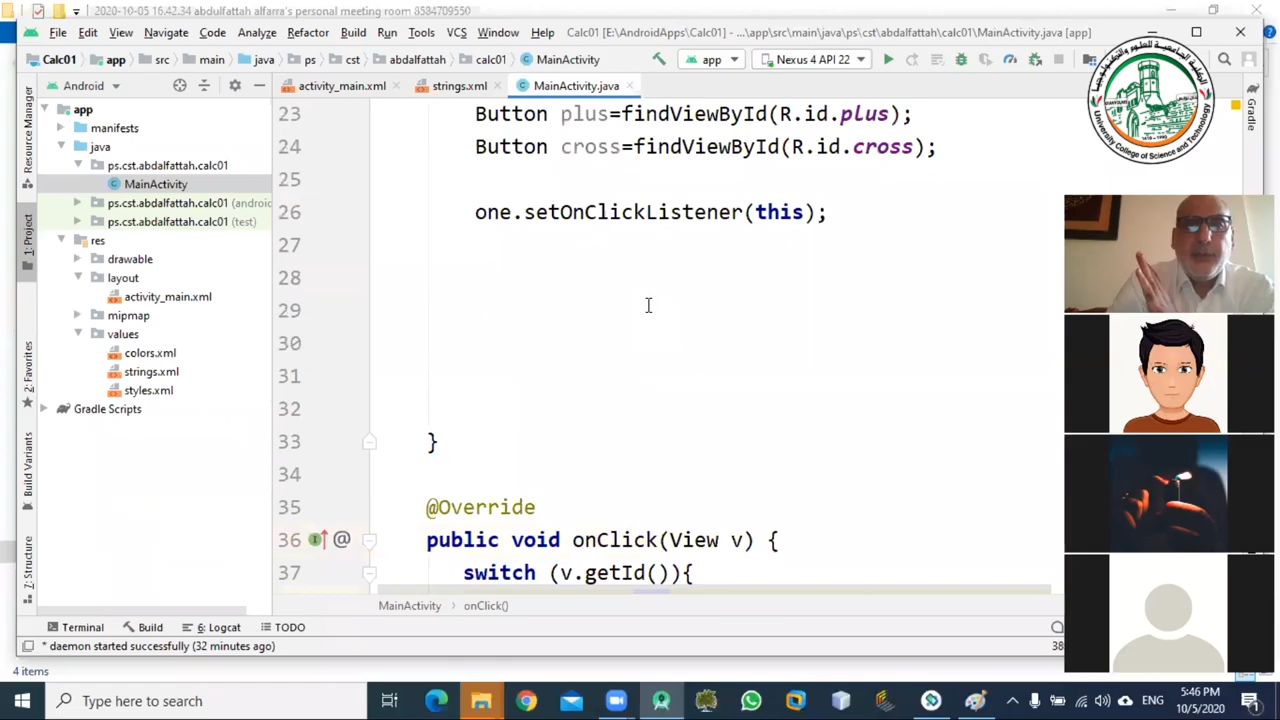 2020-10-05 16.42.34 abdulfattah alfarra's personal meeting room 8584709550
File Edit View Navigate Code Analyze Refactor Build Run Tools VCS Window Help Calc01 [E:\AndroidApps\Calc01] - ...\app\src\main\java\ps\cst\abdalfattah\calc01\MainActivity.java [app]
Calc01 app src main java ps cst abdalfattah calc01 MainActivity app Nexus 4 API 22
Android activity_main.xml strings.xml MainActivity.java
Resource Manager
1: Project
2: Favorites
Build Variants
7: Structure
Gradle
app
manifests
java
ps.cst.abdalfattah.calc01
MainActivity
ps.cst.abdalfattah.calc01 (androi
ps.cst.abdalfattah.calc01 (test)
res
drawable
layout
activity_main.xml
mipmap
values
colors.xml
strings.xml
styles.xml
Gradle Scripts
23 Button plus=findViewById(R.id.plus);
24 Button cross=findViewById(R.id.cross);
25
26 one.setOnClickListener(this);
27
28
29
30
31
32
33 }
34
35 @Override
36 public void onClick(View v) {
37 switch (v.getId()){
MainActivity onClick()
Terminal Build 6: Logcat TODO
* daemon started successfully (32 minutes ago) 38
4 items
Type here to search
ENG
5:46 PM
10/5/2020
University College of Science and Technology